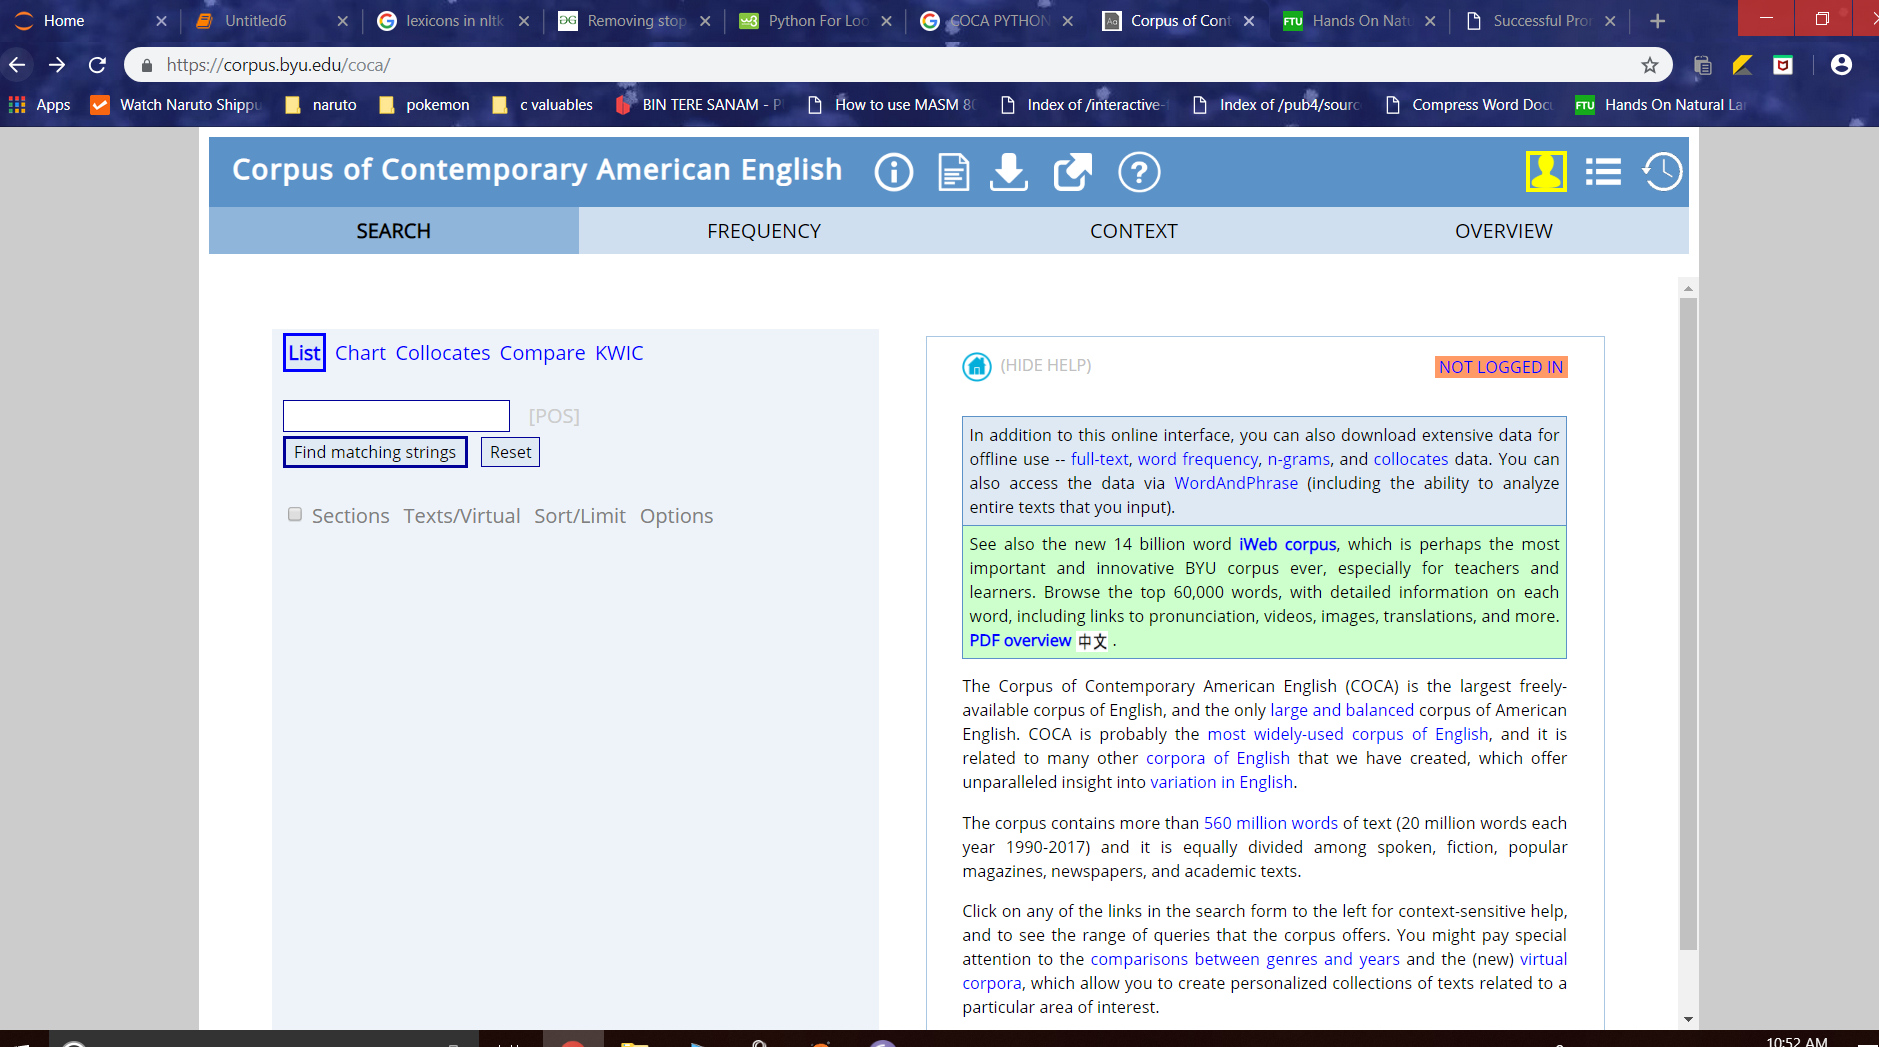 Home
Untitled6
lexicons in nltk
Removing stop
Python For Loo
COCA PYTHON
Corpus of Cont
FTU
Hands On Natu
Successful Pro
https://corpus.byu.edu/coca/
Apps
Watch Naruto Shippu
naruto
pokemon
c valuables
BIN TERE SANAM - P
How to use MASM 8
Index of /interactive-
Index of /pub4/sourc
Compress Word Docu
FTU
Hands On Natural Lar
Corpus of Contemporary American English
SEARCH
FREQUENCY
CONTEXT
OVERVIEW
List Chart Collocates Compare KWIC
[POS]
Find matching strings
Reset
Sections Texts/Virtual Sort/Limit Options
(HIDE HELP)
NOT LOGGED IN
In addition to this online interface, you can also download extensive data for
offline use -- full-text, word frequency, n-grams, and collocates data. You can
also access the data via WordAndPhrase (including the ability to analyze
entire texts that you input).
See also the new 14 billion word iWeb corpus, which is perhaps the most
important and innovative BYU corpus ever, especially for teachers and
learners. Browse the top 60,000 words, with detailed information on each
word, including links to pronunciation, videos, images, translations, and more.
PDF overview 中文 .
The Corpus of Contemporary American English (COCA) is the largest freely-
available corpus of English, and the only large and balanced corpus of American
English. COCA is probably the most widely-used corpus of English, and it is
related to many other corpora of English that we have created, which offer
unparalleled insight into variation in English.
The corpus contains more than 560 million words of text (20 million words each
year 1990-2017) and it is equally divided among spoken, fiction, popular
magazines, newspapers, and academic texts.
Click on any of the links in the search form to the left for context-sensitive help,
and to see the range of queries that the corpus offers. You might pay special
attention to the comparisons between genres and years and the (new) virtual
corpora, which allow you to create personalized collections of texts related to a
particular area of interest.
10:52 AM